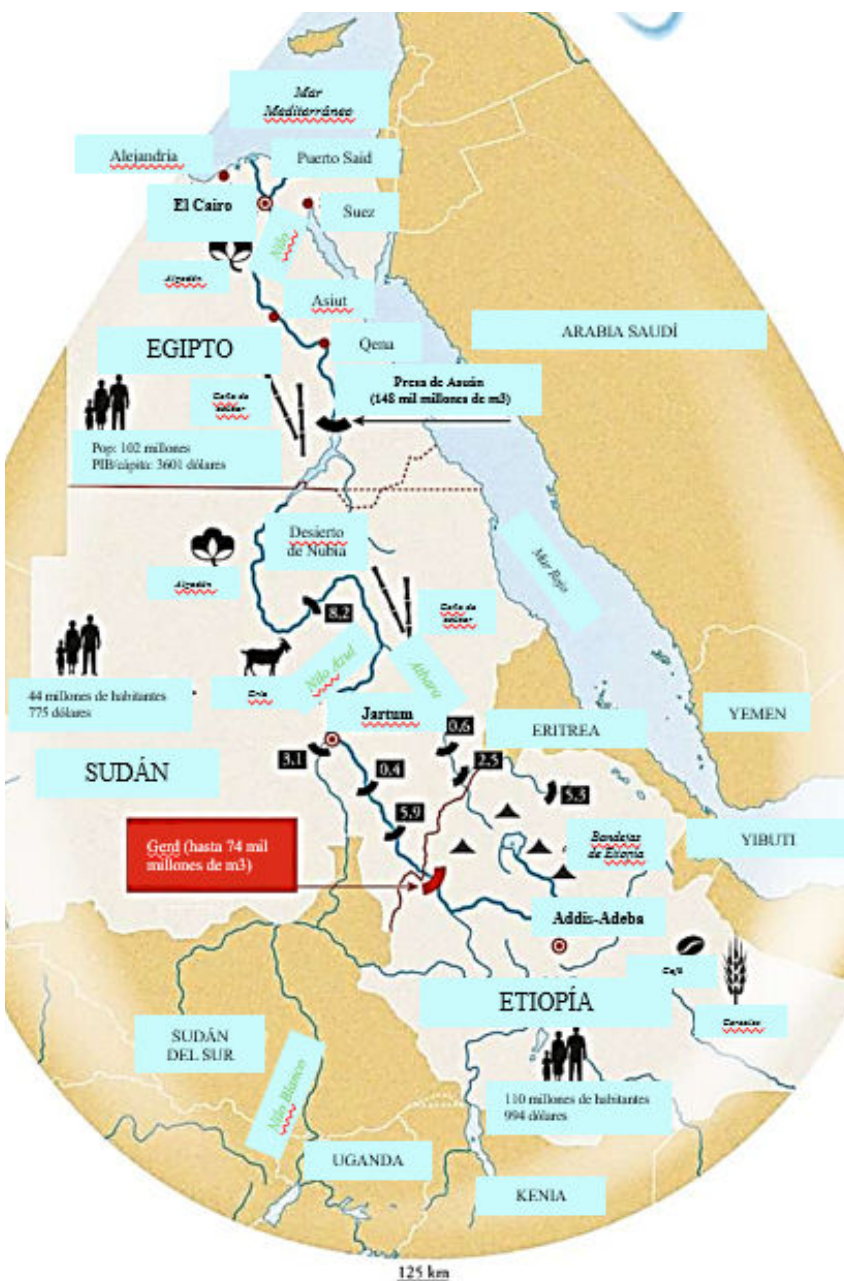 Mar
Mediterráneo
Alejandría
Puerto Said
El Cairo
Suez
Nilo
Algodón
Asiut
EGIPTO
Qena
ARABIA SAUDÍ
Presa de Asuán
(148 mil millones de m3)
Caña de
azúcar
Pop: 102 millones
PIB/cápita: 3601 dólares
Desierto
de Nubia
Mar Rojo
Algodón
8,2
Caña de
azúcar
44 millones de habitantes
775 dólares
Cría
Nilo Azul
Atbara
Jartum
ERITREA
YEMEN
SUDÁN
3.1
0.4
0,6
2.5
5,9
5.3
Gerd (hasta 74 mil
millones de m3)
de Etiopía
YIBUTI
Addis-Adeba
Café
ETIOPÍA
Cereales
SUDÁN
DEL SUR
Nilo Blanco
110 millones de habitantes
994 dólares
UGANDA
KENIA
125 km